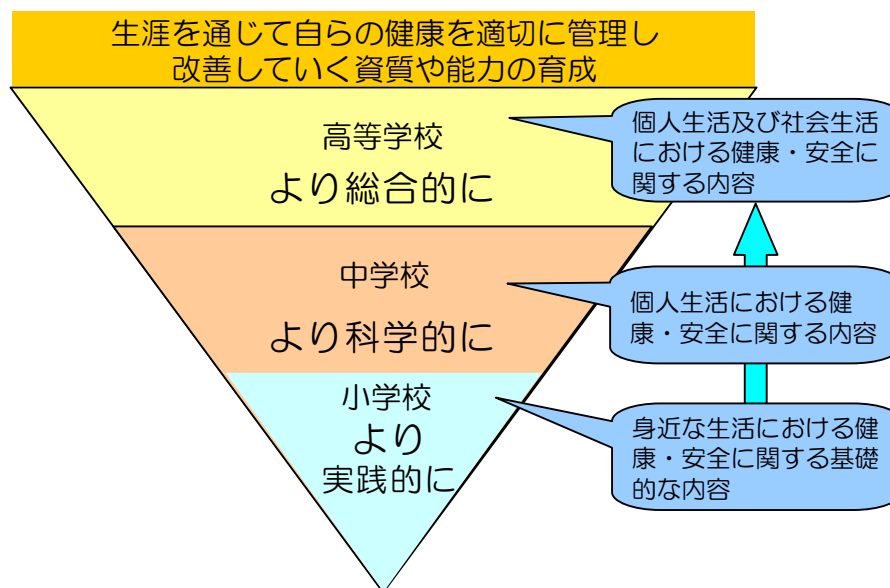 生涯を通じて自らの健康を適切に管理し
改善していく資質や能力の育成
高等学校
より総合的に
個人生活及び社会生活
における健康・安全に
関する内容
中学校
より科学的に
個人生活における健
康・安全に関する内容
小学校
より
実践的に
身近な生活における健
康・安全に関する基礎
的な内容